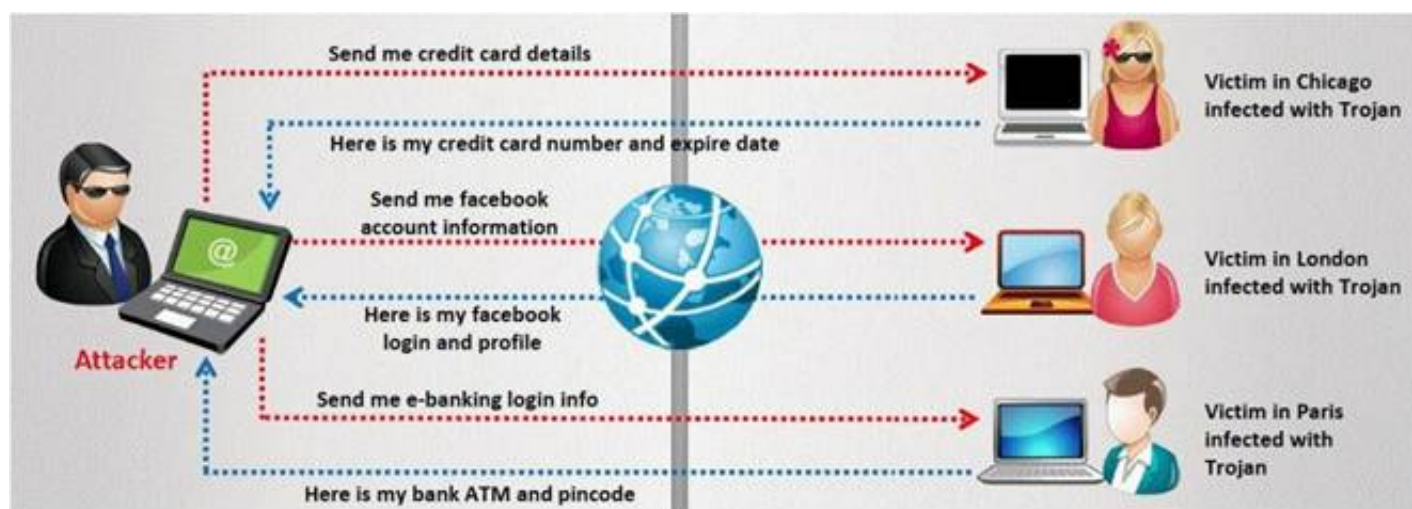 Send me credit card details
Here is my credit card number and expire date
Victim in Chicago
infected with Trojan
Send me facebook
account information
@
Here is my facebook
login and profile
Victim in London
infected with Trojan
Attacker
Send me e-banking login info
Here is my bank ATM and pincode
Victim in Paris
infected with
Trojan